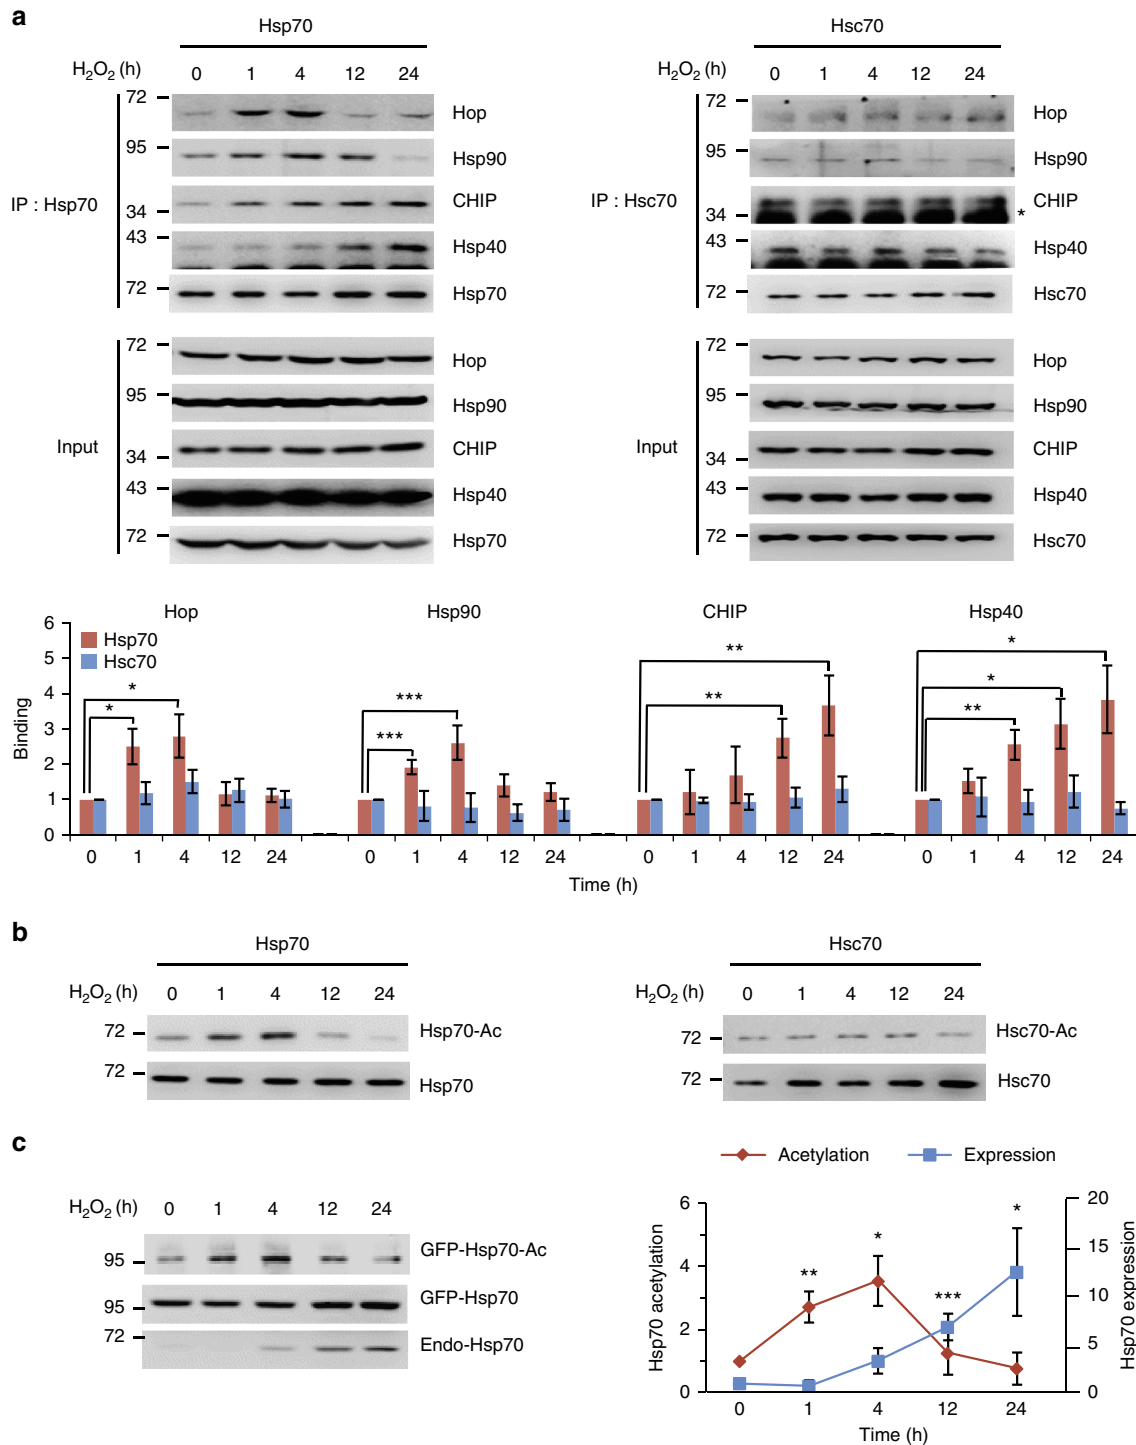 a
Hsp70
H2O2 (h) 0 1 4 12 24
IP : Hsp70
72 Hop
95 Hsp90
34 CHIP
43 Hsp40
72 Hsp70
Input
72 Hop
95 Hsp90
34 CHIP
43 Hsp40
72 Hsp70
Hsc70
H2O2 (h) 0 1 4 12 24
IP : Hsc70
72 Hop
95 Hsp90
34 CHIP *
43 Hsp40
72 Hsc70
Input
72 Hop
95 Hsp90
34 CHIP
43 Hsp40
72 Hsc70
Hop Hsp90 CHIP Hsp40
Hsp70
Hsc70
Binding
6
5
4
3
2
1
0
* *
*** ***
** **
** * *
0 1 4 12 24 0 1 4 12 24 0 1 4 12 24 0 1 4 12 24
Time (h)
b
Hsp70
H2O2 (h) 0 1 4 12 24
72 Hsp70-Ac
72 Hsp70
Hsc70
H2O2 (h) 0 1 4 12 24
72 Hsc70-Ac
72 Hsc70
c
H2O2 (h) 0 1 4 12 24
95 GFP-Hsp70-Ac
95 GFP-Hsp70
72 Endo-Hsp70
Acetylation Expression
Hsp70 acetylation
6
4
2
0
** * *** *
20
15
10
5
0
Hsp70 expression
0 1 4 12 24
Time (h)